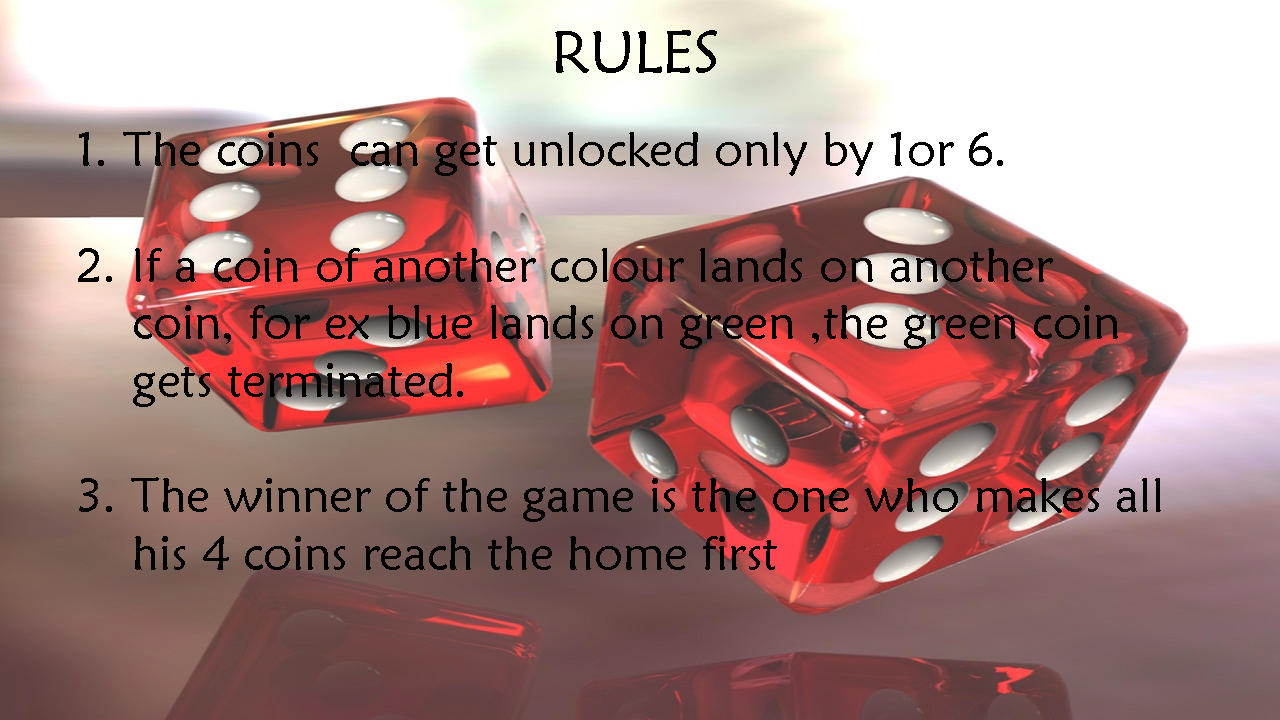 RULES
1. The coins  can get unlocked only by 1or 6.
2. If a coin of another colour lands on another
coin, for ex blue lands on green ,the green coin
gets terminated.
3. The winner of the game is the one who makes all
his 4 coins reach the home first